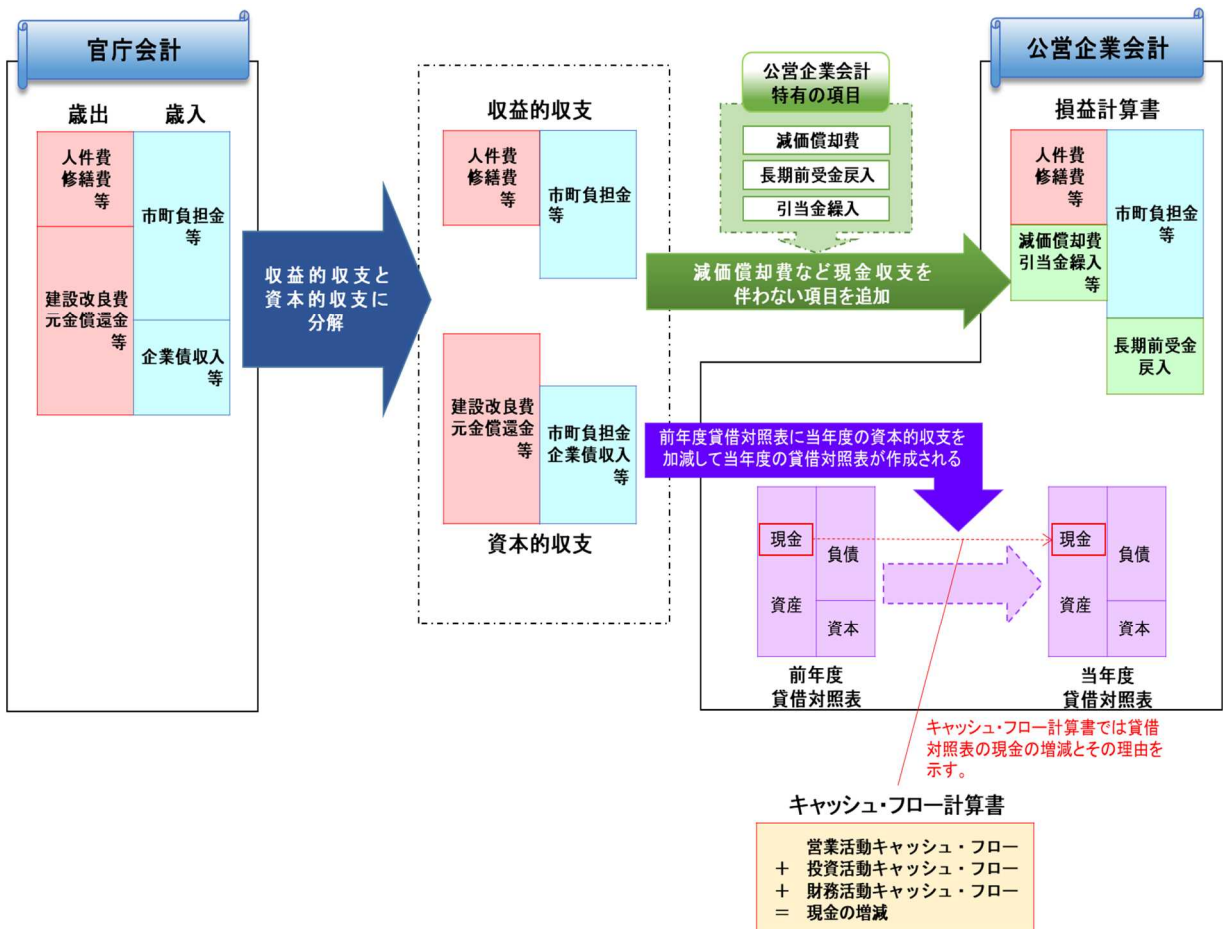 官庁会計
歳出
歳入
人件費
修繕費
等
建設改良費
元金償還金
等
市町負担金
等
企業債収入
等
収益的収支と
資本的収支に
分解
収益的収支
人件費
修繕費
等
市町負担金
等
建設改良費
元金償還金
等
市町負担金
企業債収入
等
資本的収支
公営企業会計
特有の項目
減価償却費
長期前受金戻入
引当金繰入
減価償却費など現金収支を
伴わない項目を追加
公営企業会計
損益計算書
人件費
修繕費
等
減価償却費
引当金繰入
等
市町負担金
等
長期前受金
戻入
前年度貸借対照表に当年度の資本的収支を
加減して当年度の貸借対照表が作成される
現金
資産
負債
資本
前年度
貸借対照表
現金
資産
負債
資本
当年度
貸借対照表
キャッシュ・フロー計算書では貸借
対照表の現金の増減とその理由を
示す。
キャッシュ・フロー計算書
営業活動キャッシュ・フロー
+ 投資活動キャッシュ・フロー
+ 財務活動キャッシュ・フロー
= 現金の増減